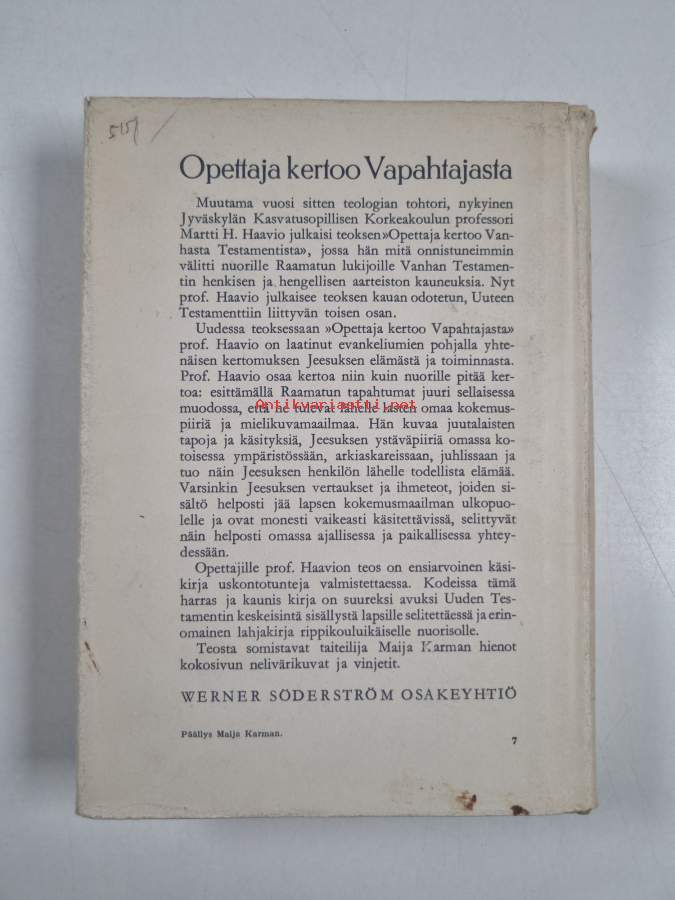 515/
Opettaja kertoo Vapahtajasta
Muutama vuosi sitten teologian tohtori, nykyinen
Jyväskylän Kasvatusopillisen Korkeakoulun professori
Martti H. Haavio julkaisi teoksen»Opettaja kertoo Van-
hasta Testamentista», jossa hän mitä onnistuneimmin
välitti nuorille Raamatun lukijoille Vanhan Testamen-
tin henkisen ja hengellisen aarteiston kauneuksia. Nyt
prof. Haavio julkaisee teoksen kauan odotetun, Uuteen
Testamenttiin liittyvän toisen osan.
Uudessa teoksessaan »Opettaja kertoo Vapahtajasta»
prof. Haavio on laatinut evankeliumien pohjalla yhte-
näisen kertomuksen Jeesuksen elämästä ja toiminnasta.
Prof. Haavio osaa kertoa niin kuin nuorille pitää ker-
toa: esittämällä Raamatun tapahtumat juuri sellaisessa
muodossa, että ne tulevat lähelle lasten omaa kokemus-
Antikvariaatti.net
piiriä ja mielikuvamaailmaa. Hän kuvaa juutalaisten
tapoja ja käsityksiä, Jeesuksen ystäväpiiriä omassa ko-
toisessa ympäristössään, arkiaskareissaan, juhlissaan ja
tuo näin Jeesuksen henkilön lähelle todellista elämää.
Varsinkin Jeesuksen vertaukset ja ihmeteot, joiden si-
sältö helposti jää lapsen kokemusmaailman ulkopuo-
lelle ja ovat monesti vaikeasti käsitettävissä, selittyvät
näin helposti omassa ajallisessa ja paikallisessa yhtey-
dessään.
Opettajille prof. Haavion teos on ensiarvoinen käsi-
kirja uskontotunteja valmistettaessa. Kodeissa tämä
harras ja kaunis kirja on suureksi avuksi Uuden Tes-
tamentin keskeisintä sisällystä lapsille selitettäessä ja erin-
omainen lahjakirja rippikouluikäiselle nuorisolle.
Teosta somistavat taiteilija Maija Karman hienot
kokosivun nelivärikuvat ja vinjetit.
WERNER SÖDERSTRÖM OSAKEYHTIÖ
Päällys Maija Karman.
7